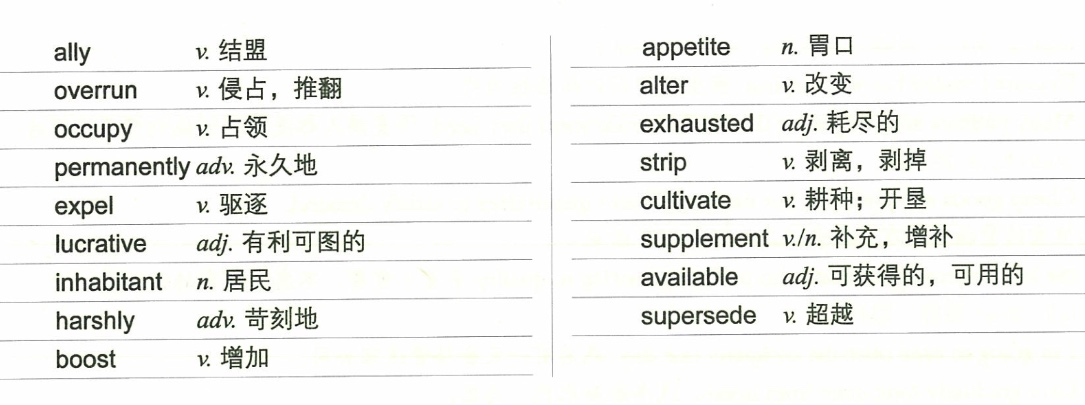 ally v. 结盟
overrun v. 侵占，推翻
occupy v. 占领
permanently adv. 永久地
expel v. 驱逐
lucrative adj. 有利可图的
inhabitant n. 居民
harshly adv. 苛刻地
boost v. 增加
appetite n. 胃口
alter v. 改变
exhausted adj. 耗尽的
strip v. 剥离，剥掉
cultivate v. 耕种；开垦
supplement v./n. 补充，增补
available adj. 可获得的，可用的
supersede v. 超越